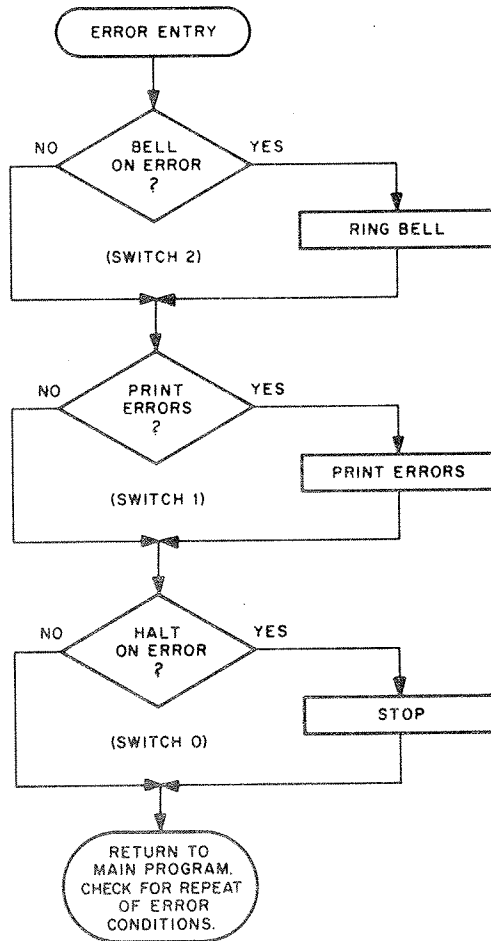 ERROR ENTRY
NO
BELL
ON ERROR
?
YES
RING BELL
(SWITCH 2)
NO
PRINT
ERRORS
?
YES
PRINT ERRORS
(SWITCH 1)
NO
HALT
ON ERROR
?
YES
STOP
(SWITCH 0)
RETURN TO
MAIN PROGRAM.
CHECK FOR REPEAT
OF ERROR
CONDITIONS.